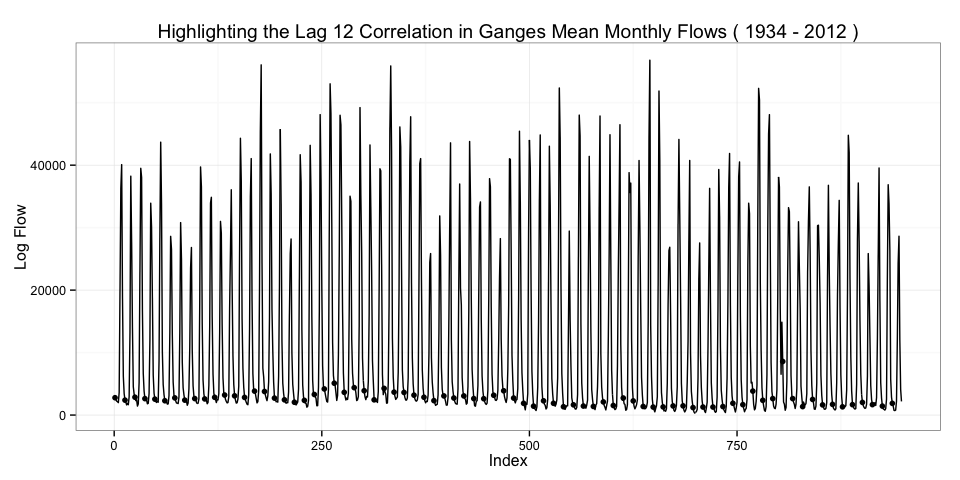 Highlighting the Lag 12 Correlation in Ganges Mean Monthly Flows ( 1934 - 2012 )
Log Flow
40000
20000
0
0 250 500 750
Index